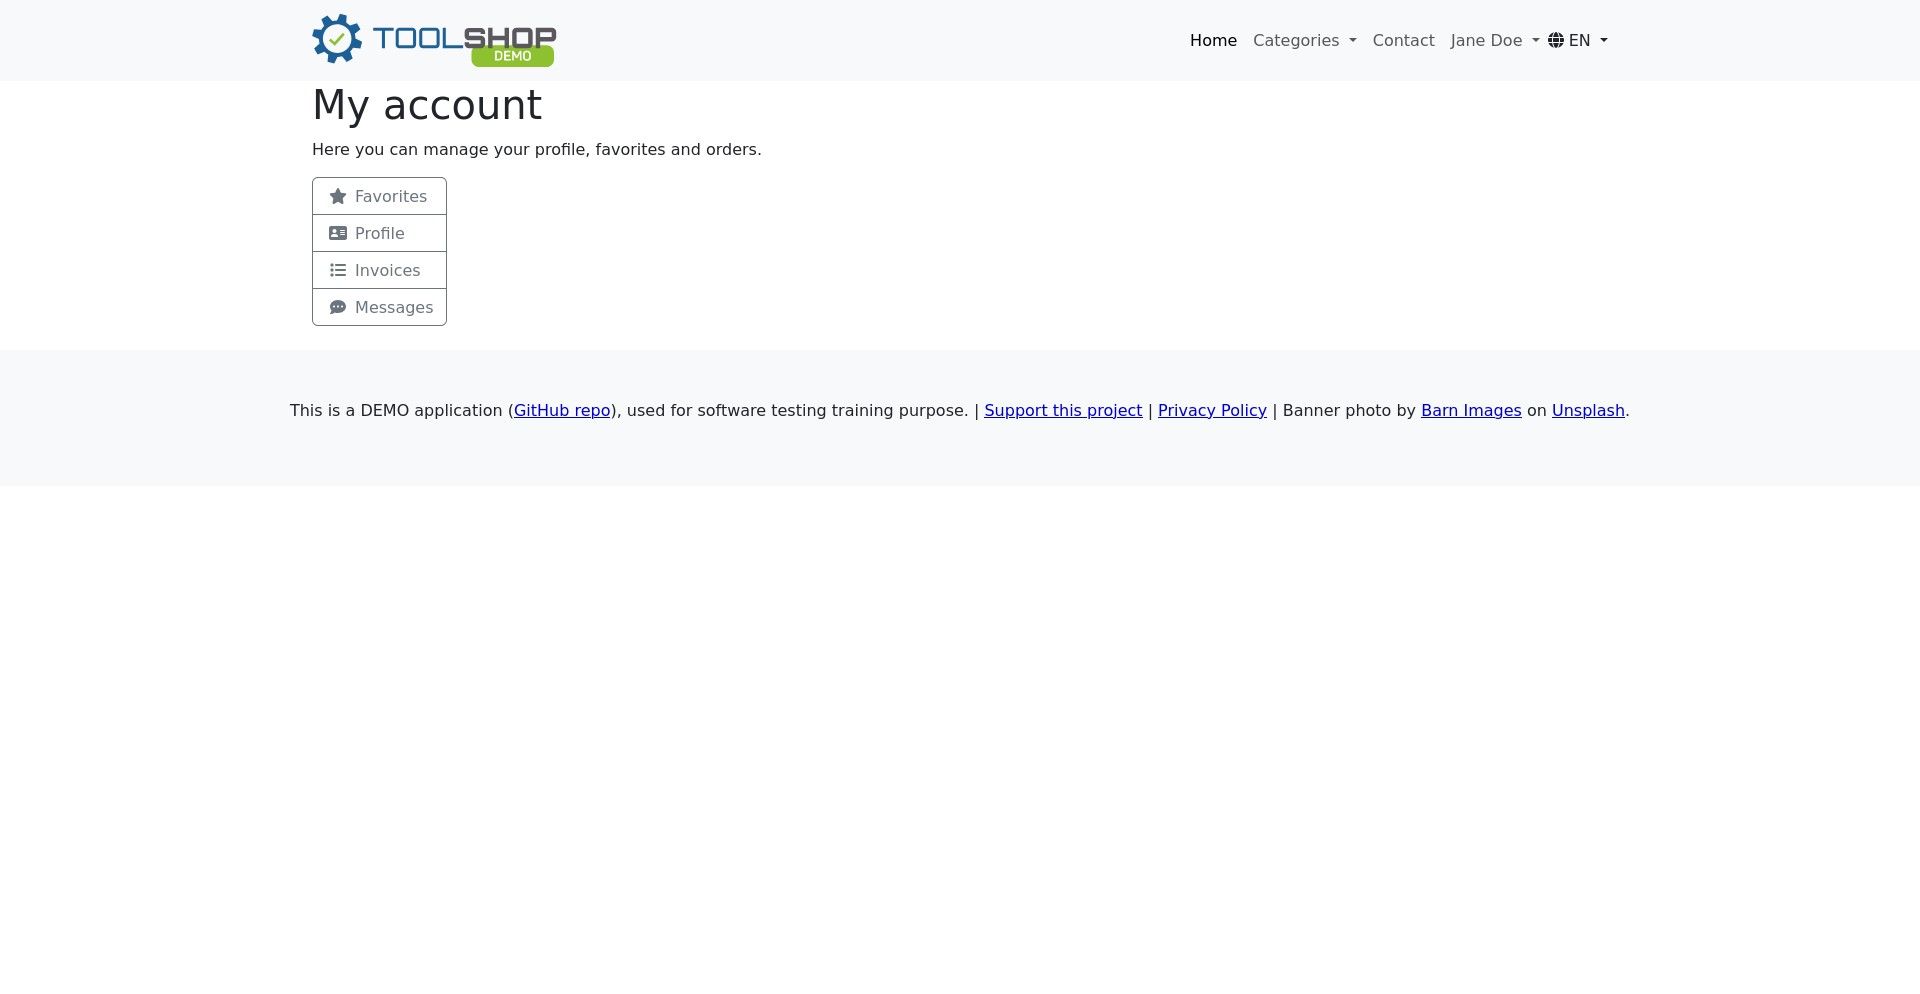 TOOLSHOP
DEMO
Home Categories Contact Jane Doe EN
My account
Here you can manage your profile, favorites and orders.
Favorites
Profile
Invoices
Messages
This is a DEMO application (GitHub repo), used for software testing training purpose. | Support this project | Privacy Policy | Banner photo by Barn Images on Unsplash.